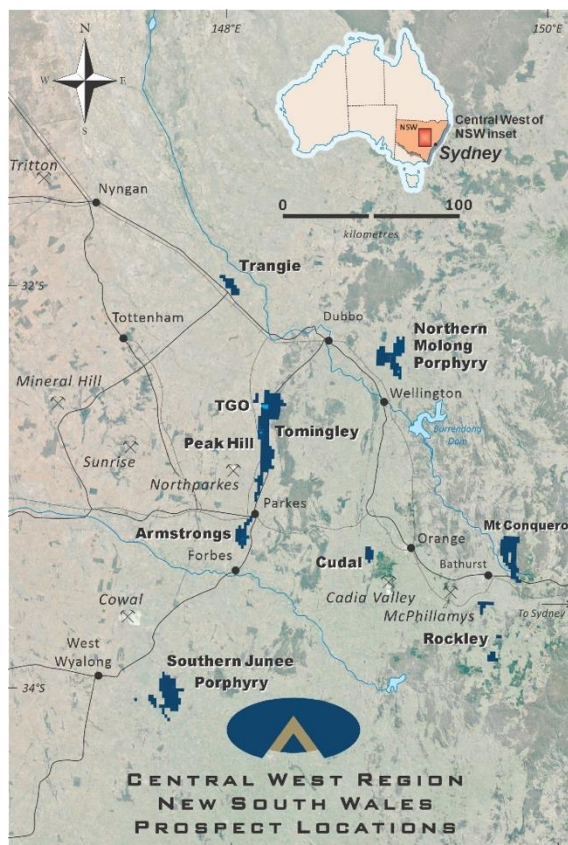 148°E
150°E
N
W
E
S
NSW
Central West of
NSW inset
Sydney
0
100
kilometres
Tritton
Nyngan
Trangie
32°S
Tottenham
Dubbo
Northern
Molong
Porphyry
Mineral Hill
Wellington
TGO
Tomingley
Burrendong
Dam
Peak Hill
Sunrise
Northparkes
Parkes
Armstrongs
Mt Conqueror
Orange
Cudal
Forbes
Bathurst
Cadia Valley
Cowal
McPhillamys
To Sydney
West
Wyalong
Rockley
Southern Junee
Porphyry
34°S
Central West Region
New South Wales
Prospect Locations